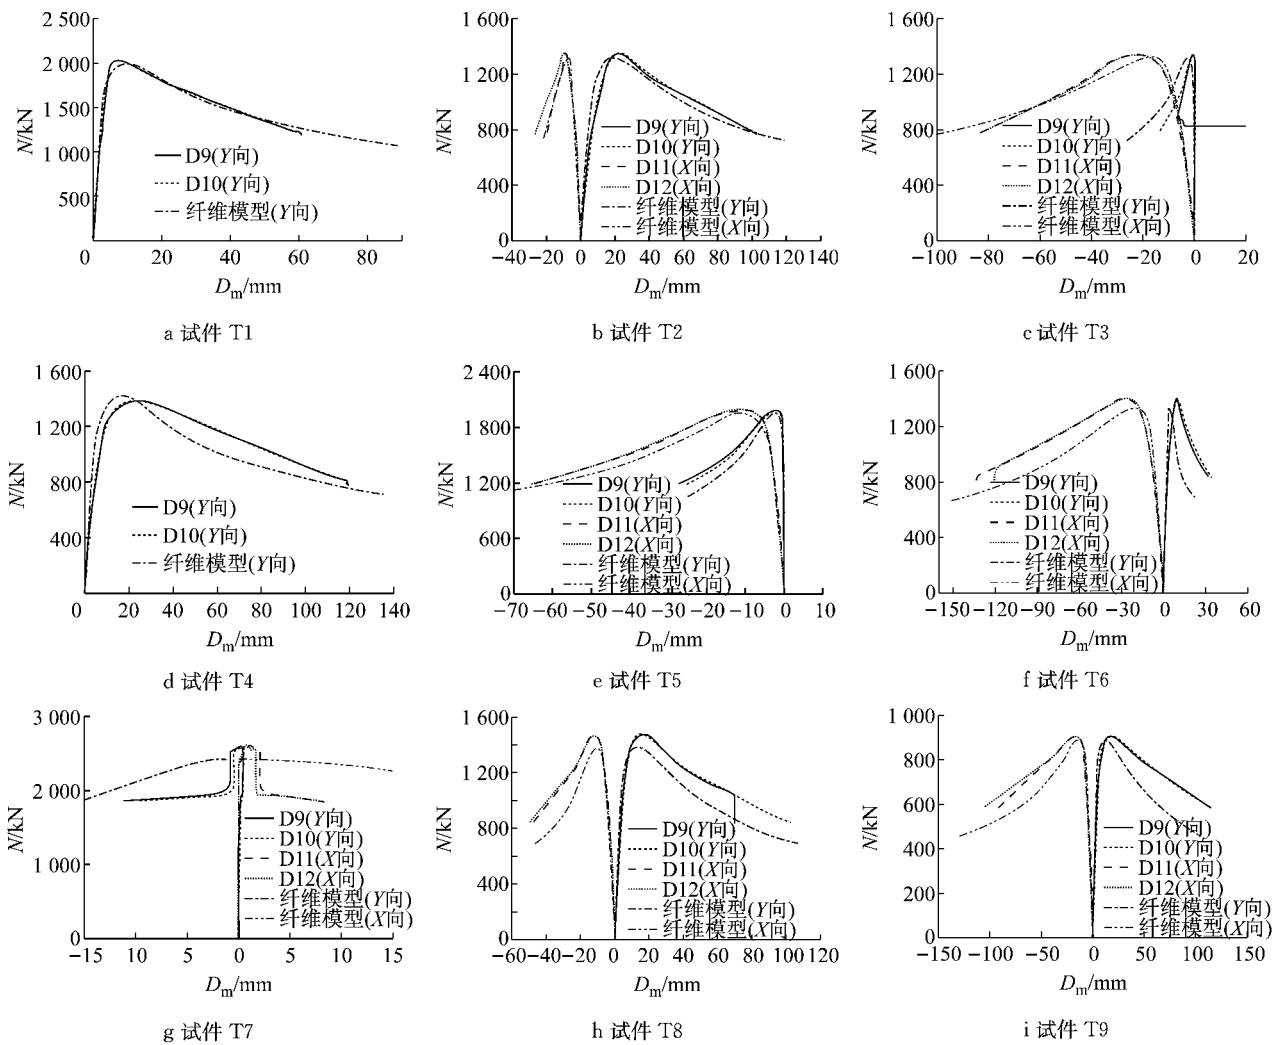 2 500
2 000
1 500
1 000
500
0
N/kN
D9(Y向)
D10(Y向)
纤维模型(Y向)
0 20 40 60 80
Dm/mm
a 试件 T1
1 600
1 200
800
400
0
N/kN
D9(Y向)
D10(Y向)
D11(X向)
D12(X向)
纤维模型(Y向)
纤维模型(X向)
−40 −20 0 20 40 60 80 100 120 140
Dm/mm
b 试件 T2
1 600
1 200
800
400
0
N/kN
D9(Y向)
D10(Y向)
D11(X向)
D12(X向)
纤维模型(Y向)
纤维模型(X向)
−100 −80 −60 −40 −20 0 20
Dm/mm
c 试件 T3
1 600
1 200
800
400
N/kN
D9(Y向)
D10(Y向)
纤维模型(Y向)
0 20 40 60 80 100 120 140
Dm/mm
d 试件 T4
2 400
1 800
1 200
600
0
N/kN
D9(Y向)
D10(Y向)
D11(X向)
D12(X向)
纤维模型(Y向)
纤维模型(X向)
−70 −60 −50 −40 −30 −20 −10 0 10
Dm/mm
e 试件 T5
1 600
1 200
800
400
0
N/kN
D9(Y向)
D10(Y向)
D11(X向)
D12(X向)
纤维模型(Y向)
纤维模型(X向)
−150 −120 −90 −60 −30 0 30 60
Dm/mm
f 试件 T6
3 000
2 000
1 000
0
N/kN
D9(Y向)
D10(Y向)
D11(X向)
D12(X向)
纤维模型(Y向)
纤维模型(X向)
−15 −10 −5 0 5 10 15
Dm/mm
g 试件 T7
1 600
1 200
800
400
0
N/kN
D9(Y向)
D10(Y向)
D11(X向)
D12(X向)
纤维模型(Y向)
纤维模型(X向)
−60 −40 −20 0 20 40 60 80 100 120
Dm/mm
h 试件 T8
1 000
800
600
400
200
0
N/kN
D9(Y向)
D10(Y向)
D11(X向)
D12(X向)
纤维模型(Y向)
纤维模型(X向)
−150 −100 −50 0 50 100 150
Dm/mm
i 试件 T9